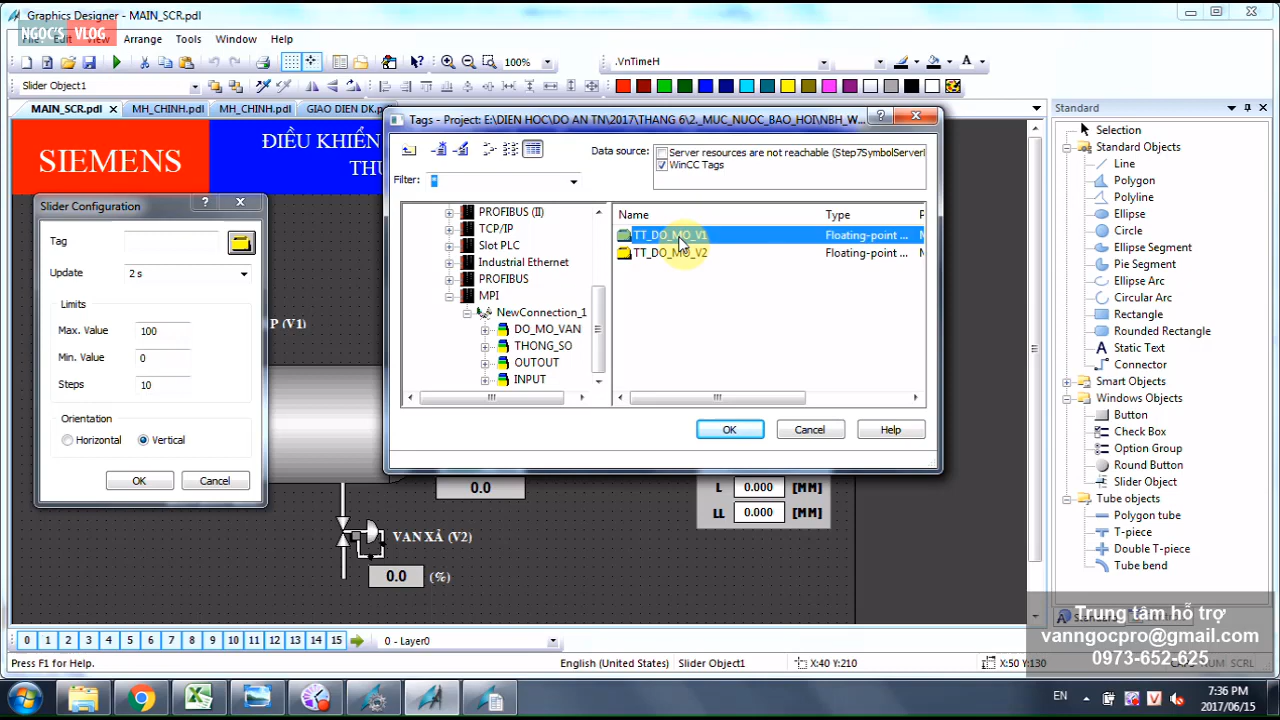 Graphics Designer - MAIN_SCR.pdl
NGOC'S VLOG
Arrange Tools Window Help
100%
.VnTimeH
Slider Object1
MAIN_SCR.pdl MH_CHINH.pdl MH_CHINH.pdl GIAO DIEN DK.p
SIEMENS
ĐIỀU KHIỂN
THU
Slider Configuration
Tag
Update 2 s
Limits
Max. Value 100
Min. Value 0
Steps 10
Orientation
Horizontal Vertical
OK Cancel
Tags - Project: E:\DIEN HOC\DO AN TN\2017\THANG 6\2._MUC_NUOC_BAO_HOI\NBH_W...
Data source:
Server resources are not reachable (Step7SymbolServerI
WinCC Tags
Filter: *
PROFIBUS (II)
TCP/IP
Slot PLC
Industrial Ethernet
PROFIBUS
MPI
NewConnection_1
DO_MO_VAN
THONG_SO
OUTOUT
INPUT
Name Type P
TT_DO_MO_V1 Floating-point ...
TT_DO_MO_V2 Floating-point ...
OK Cancel Help
P (V1)
0.0
L 0.000 [MM]
LL 0.000 [MM]
VAN XẢ (V2)
0.0 (%)
Standard
Selection
Standard Objects
Line
Polygon
Polyline
Ellipse
Circle
Ellipse Segment
Pie Segment
Ellipse Arc
Circular Arc
Rectangle
Rounded Rectangle
Static Text
Connector
Smart Objects
Windows Objects
Button
Check Box
Option Group
Round Button
Slider Object
Tube objects
Polygon tube
T-piece
Double T-piece
Tube bend
Trung tâm hỗ trợ
vanngocpro@gmail.com
0973-652-625
0 1 2 3 4 5 6 7 8 9 10 11 12 13 14 15 0 - Layer0
Press F1 for Help. English (United States) Slider Object1 X:40 Y:210 X:50 Y:130
EN 7:36 PM
2017/06/15